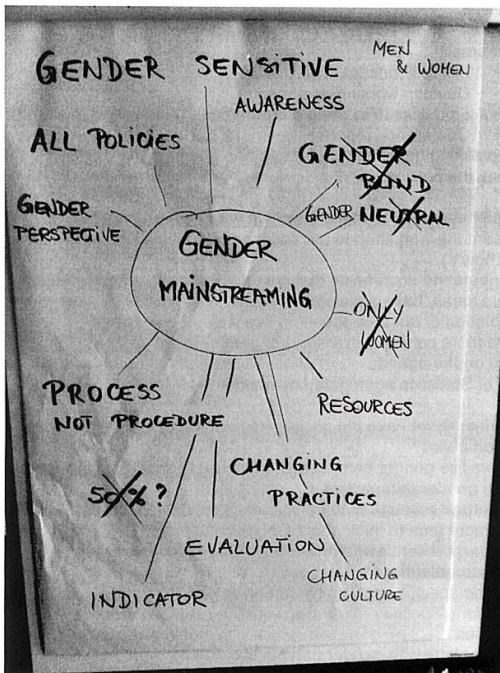 MEN
& WOMEN
GENDER SENSITIVE
AWARENESS
ALL POLICIES
GENDER
BLIND
GENDER
PERSPECTIVE
GENDER NEUTRAL
GENDER
MAINSTREAMING
ONLY
WOMEN
PROCESS
NOT PROCEDURE
RESOURCES
CHANGING
PRACTICES
50%?
EVALUATION
CHANGING
CULTURE
INDICATOR